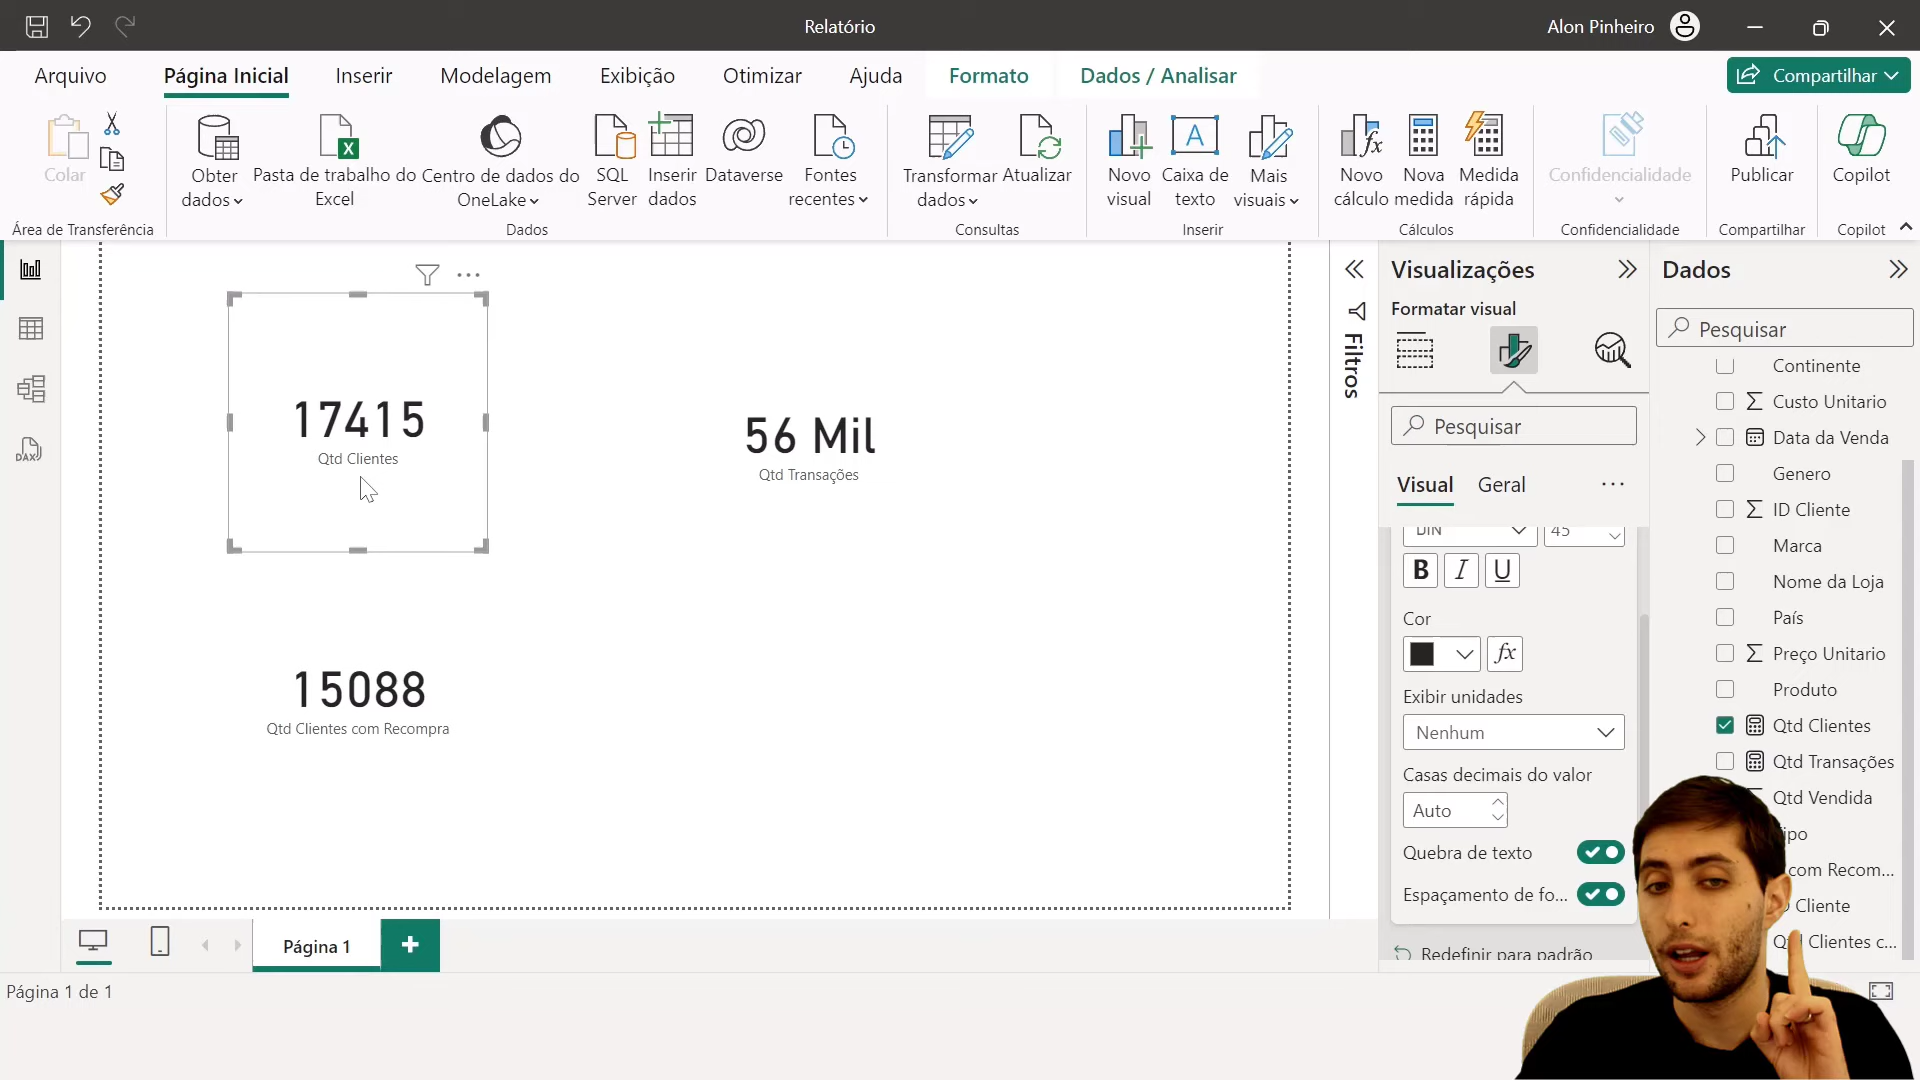 Relatório
Alon Pinheiro
Arquivo
Página Inicial
Inserir
Modelagem
Exibição
Otimizar
Ajuda
Formato
Dados / Analisar
Compartilhar
Colar
Área de Transferência
Obter dados
Pasta de trabalho do Excel
Centro de dados do OneLake
SQL Server
Inserir dados
Dataverse
Fontes recentes
Dados
Transformar dados
Atualizar
Consultas
Novo visual
Caixa de texto
A
Mais visuais
Inserir
Novo cálculo
Nova medida
Medida rápida
Cálculos
Confidencialidade
Confidencialidade
Publicar
Compartilhar
Copilot
Copilot
DAX
17415
Qtd Clientes
56 Mil
Qtd Transações
15088
Qtd Clientes com Recompra
Filtros
Visualizações
Formatar visual
Pesquisar
Visual
Geral
DIN
45
B
I
U
Cor
fx
Exibir unidades
Nenhum
Casas decimais do valor
Auto
Quebra de texto
Espaçamento de fo...
Redefinir para padrão
Dados
Pesquisar
Continente
Custo Unitario
Data da Venda
Genero
ID Cliente
Marca
Nome da Loja
País
Preço Unitario
Produto
Qtd Clientes
Qtd Transações
Qtd Vendida
com Recom...
Cliente
Clientes c...
Página 1
Página 1 de 1